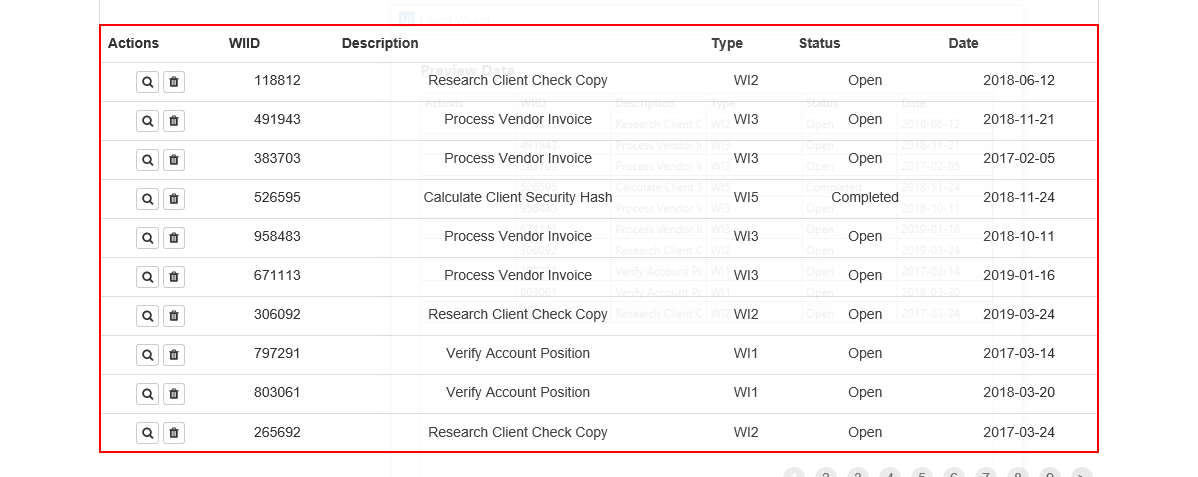 Actions WIID Description Type Status Date
118812 Research Client Check Copy WI2 Open 2018-06-12
491943 Process Vendor Invoice WI3 Open 2018-11-21
383703 Process Vendor Invoice WI3 Open 2017-02-05
526595 Calculate Client Security Hash WI5 Completed 2018-11-24
958483 Process Vendor Invoice WI3 Open 2018-10-11
671113 Process Vendor Invoice WI3 Open 2019-01-16
306092 Research Client Check Copy WI2 Open 2019-03-24
797291 Verify Account Position WI1 Open 2017-03-14
803061 Verify Account Position WI1 Open 2018-03-20
265692 Research Client Check Copy WI2 Open 2017-03-24
Preview Data
1 2 3 4 5 6 7 8 9 >